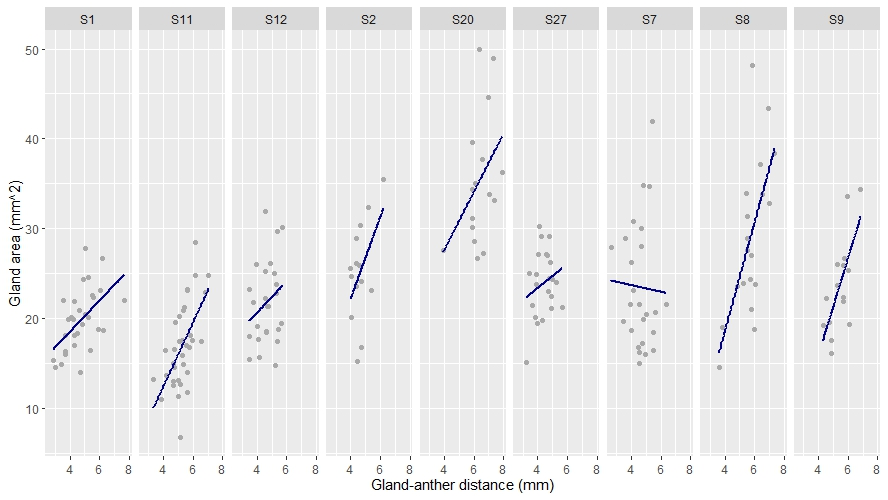 S1 S11 S12 S2 S20 S27 S7 S8 S9
Gland area (mm^2)
50
40
30
20
10
4 6 8 4 6 8 4 6 8 4 6 8 4 6 8 4 6 8 4 6 8 4 6 8 4 6 8
Gland-anther distance (mm)